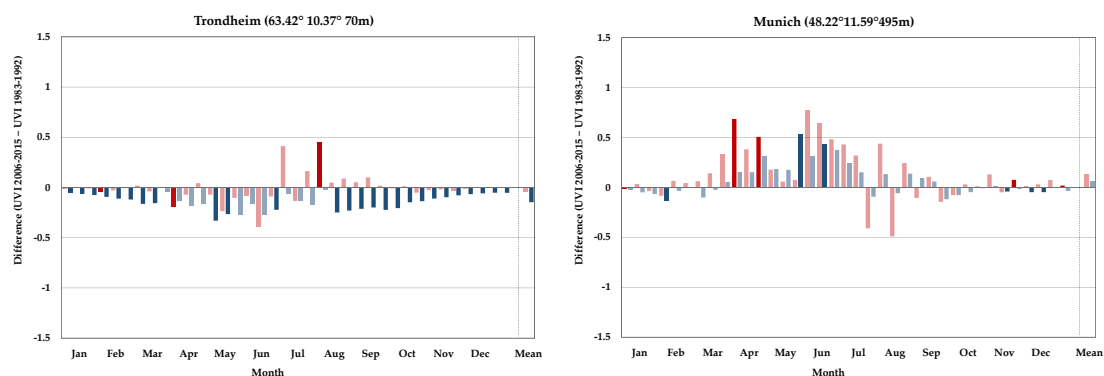 Trondheim (63.42° 10.37° 70m)
Difference (UVI 2006-2015 – UVI 1983-1992)
1.5
1
0.5
0
-0.5
-1
-1.5
Jan Feb Mar Apr May Jun Jul Aug Sep Oct Nov Dec Mean
Month
Munich (48.22°11.59°495m)
Difference (UVI 2006-2015 – UVI 1983-1992)
1.5
1
0.5
0
-0.5
-1
-1.5
Jan Feb Mar Apr May Jun Jul Aug Sep Oct Nov Dec Mean
Month